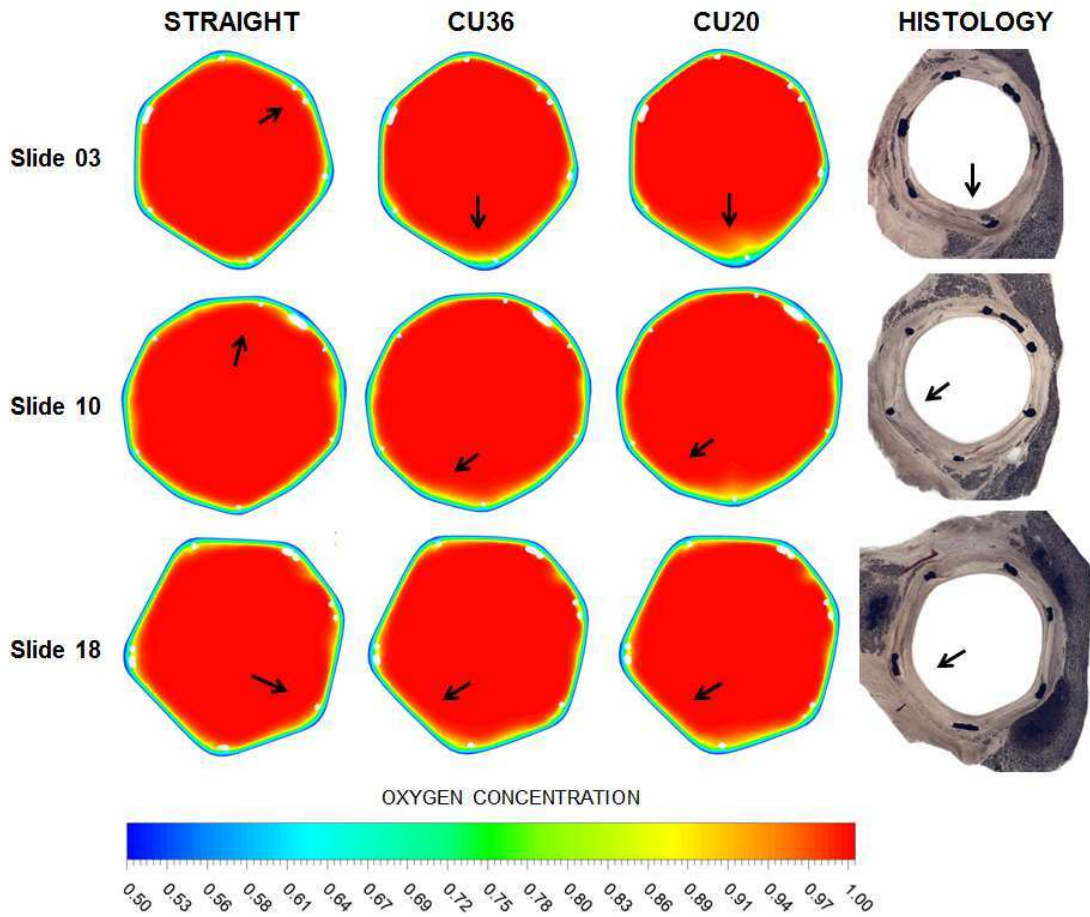 STRAIGHT CU36 CU20 HISTOLOGY
Slide 03
Slide 10
Slide 18
OXYGEN CONCENTRATION
0.50 0.53 0.56 0.58 0.61 0.64 0.67 0.69 0.72 0.75 0.78 0.80 0.83 0.86 0.89 0.91 0.94 0.97 1.00